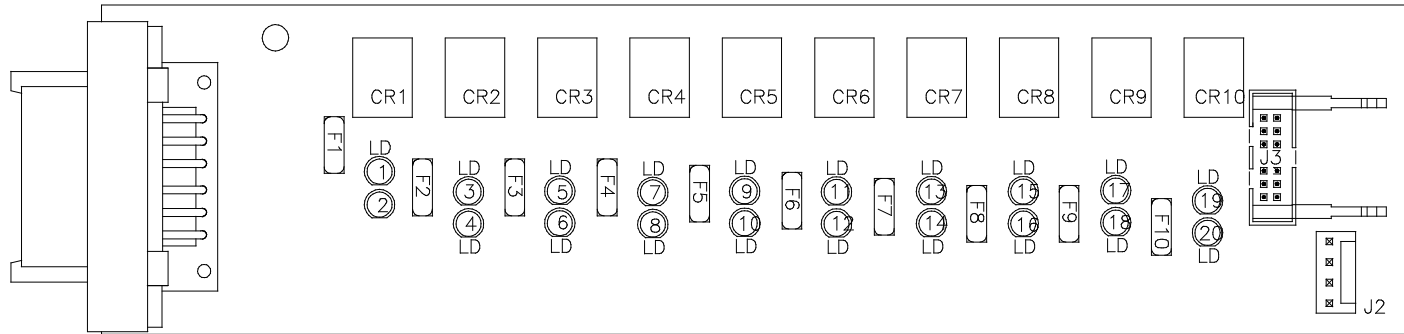 CR1 CR2 CR3 CR4 CR5 CR6 CR7 CR8 CR9 CR10
F1 F2 F3 F4 F5 F6 F7 F8 F9 F10
LD LD LD LD LD LD LD LD LD LD
1 3 5 7 9 11 13 15 17 19
2 4 6 8 10 12 14 16 18 20
LD LD LD LD LD LD LD LD LD
J3
J2